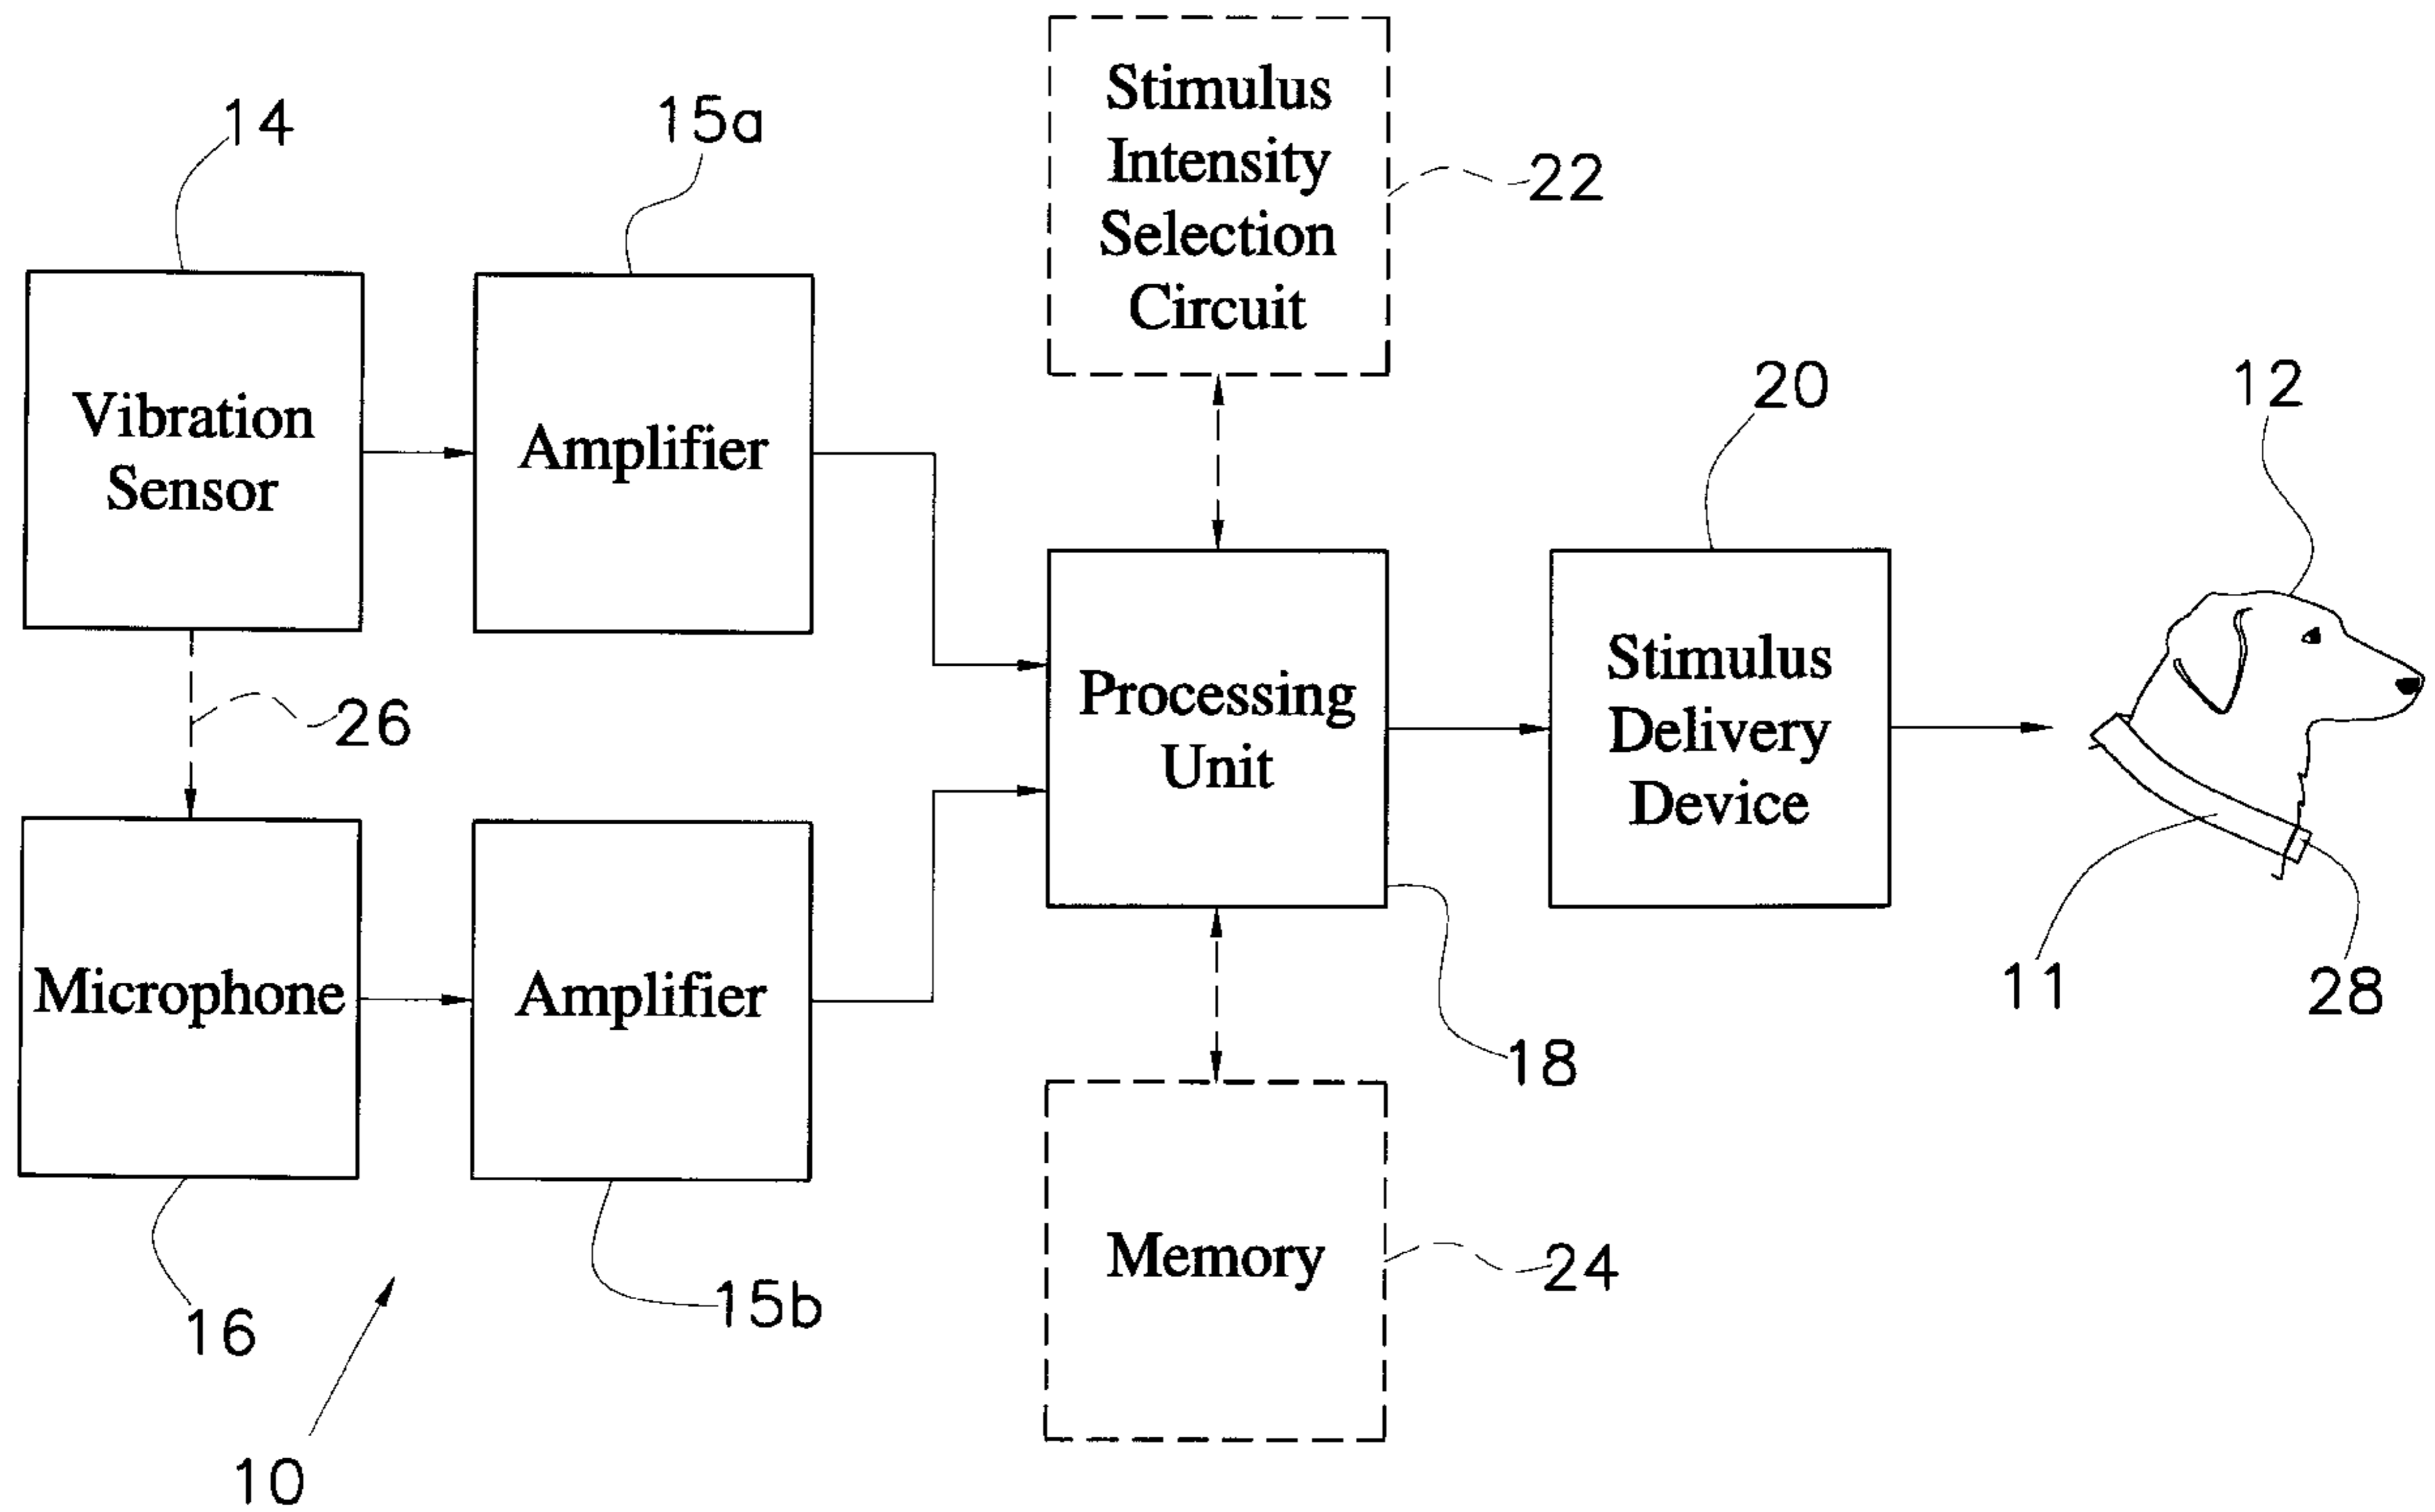 14
15a
Stimulus
Intensity
Selection
Circuit
22
Vibration
Sensor
Amplifier
20
12
26
Processing
Unit
Stimulus
Delivery
Device
Microphone
Amplifier
11
28
18
16
15b
Memory
24
10